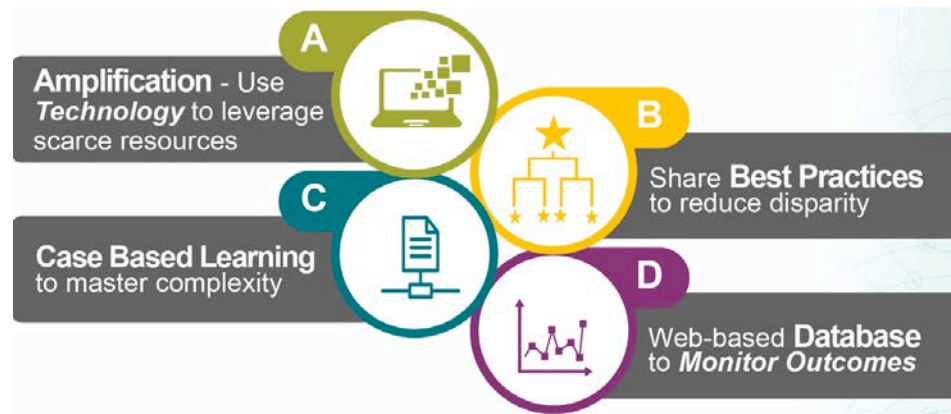 A
Amplification - Use
Technology to leverage
scarce resources
B
Share Best Practices
to reduce disparity
C
Case Based Learning
to master complexity
D
Web-based Database
to Monitor Outcomes